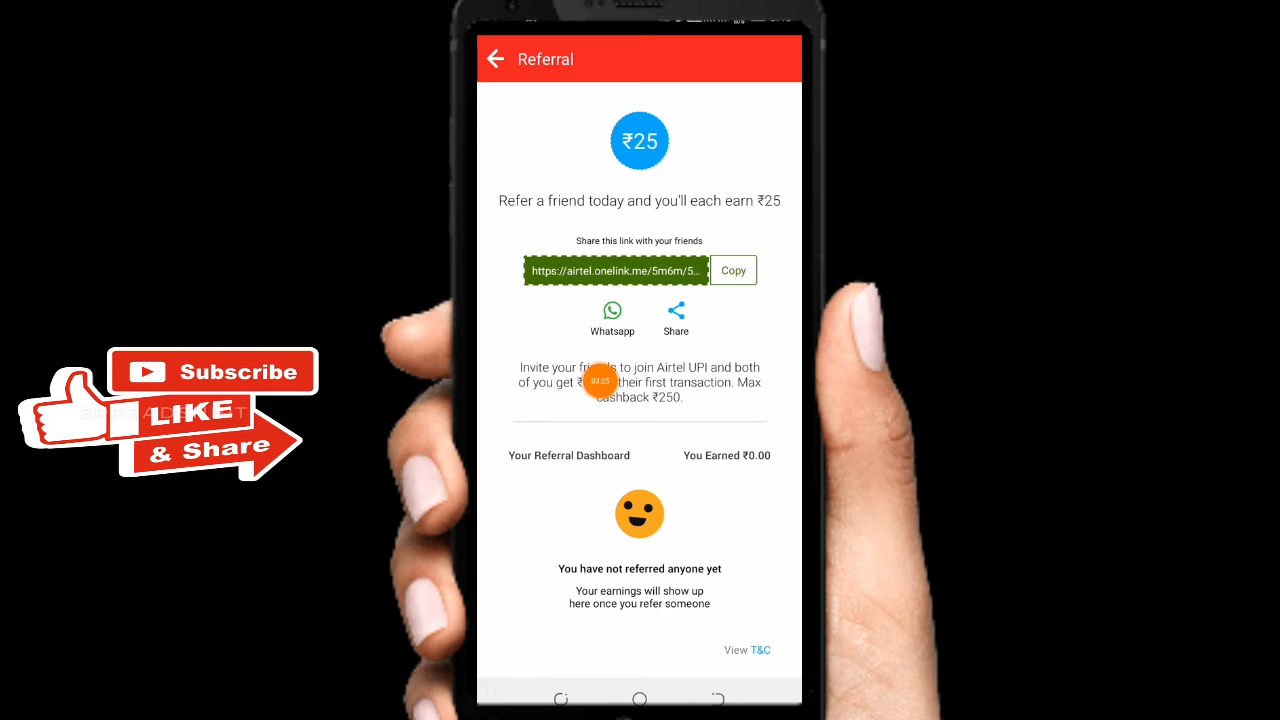 Referral
₹25
Refer a friend today and you'll each earn ₹25
Share this link with your friends
https://airtel.onelink.me/5m6m/5...
Copy
Whatsapp
Share
Invite your to join Airtel UPI and both
of you get their first transaction. Max
cashback ₹250.
03:25
Your Referral Dashboard
You Earned ₹0.00
You have not referred anyone yet
Your earnings will show up
here once you refer someone
View T&C
Subscribe
LIKE
& Share